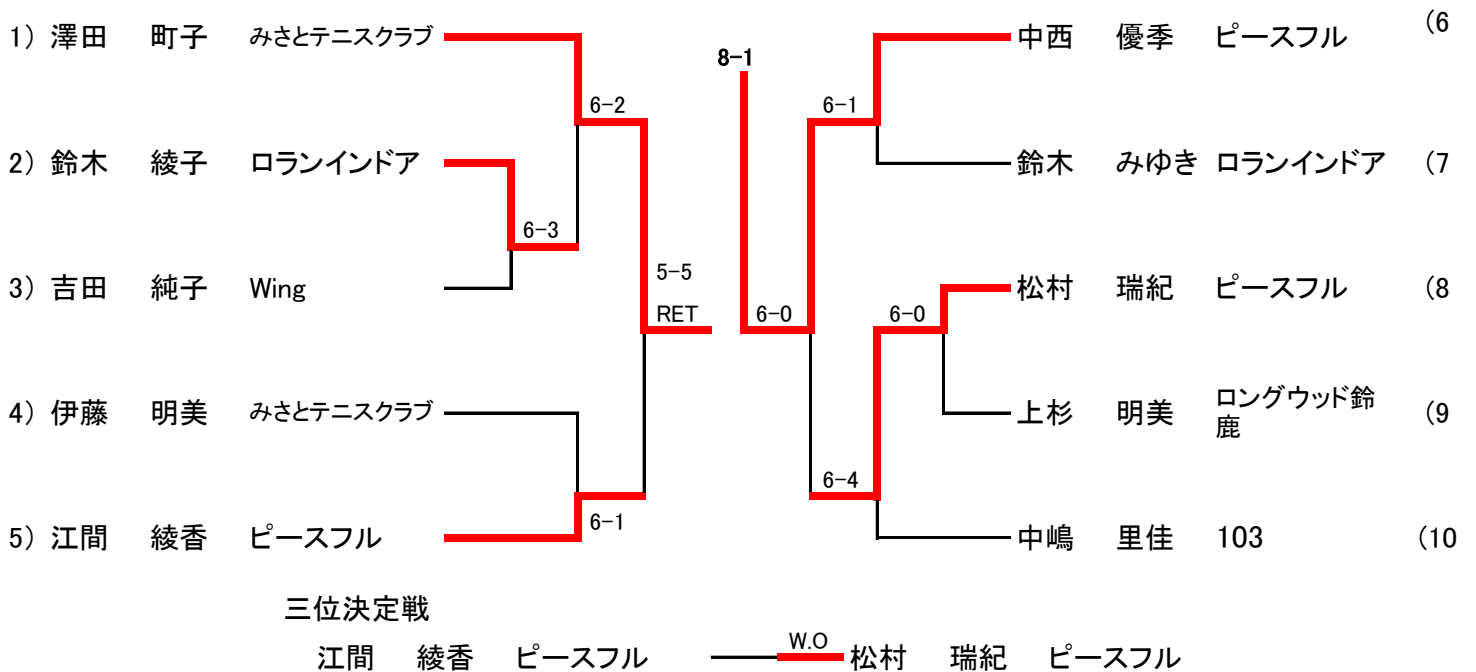 1) 澤田 町子 みさとテニスクラブ
中西 優季 ピースフル (6
8-1
6-2
6-1
2) 鈴木 綾子 ロランインドア
鈴木 みゆき ロランインドア (7
6-3
3) 吉田 純子 Wing
5-5
RET
6-0
松村 瑞紀 ピースフル (8
6-0
4) 伊藤 明美 みさとテニスクラブ
上杉 明美 ロングウッド鈴
鹿 (9
6-4
5) 江間 綾香 ピースフル
6-1
中嶋 里佳 103 (10
三位決定戦
江間 綾香 ピースフル W.O 松村 瑞紀 ピースフル